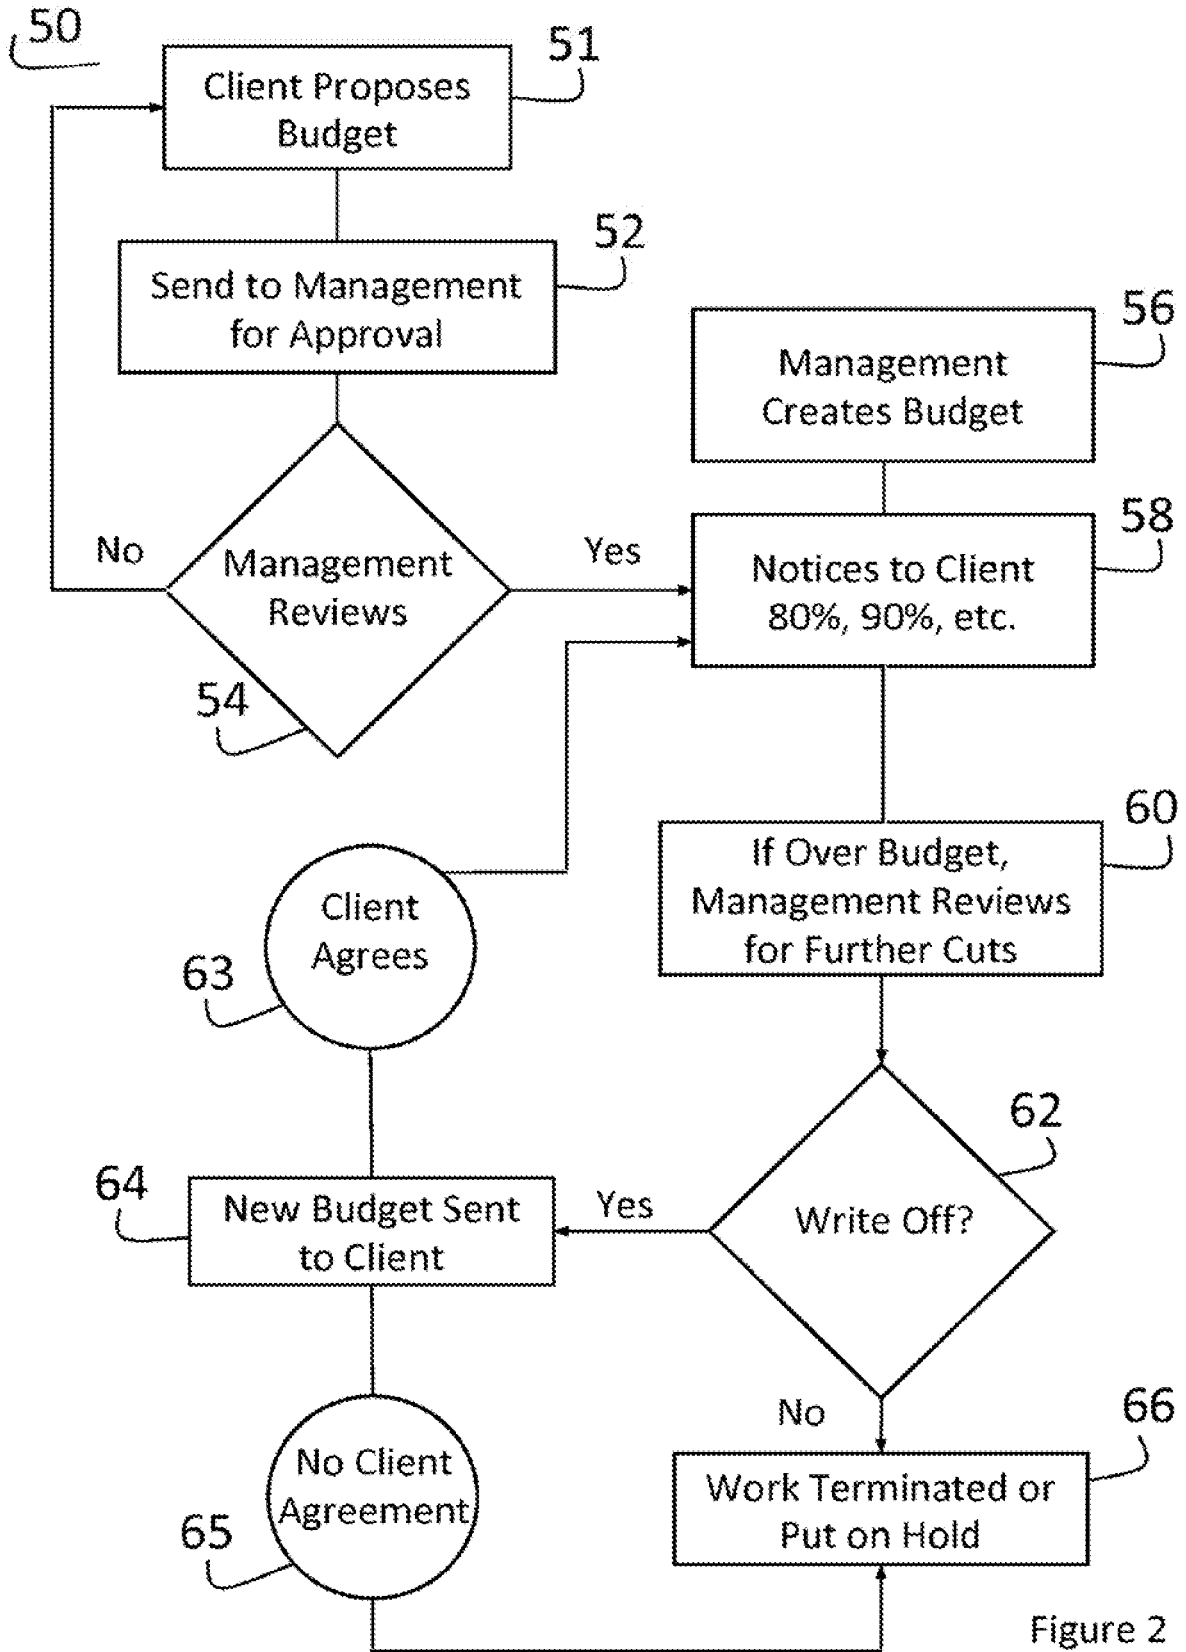 50
51
Client Proposes
Budget
52
Send to Management
for Approval
56
Management
Creates Budget
58
No
Management
Reviews
Yes
Notices to Client
80%, 90%, etc.
54
60
If Over Budget,
Management Reviews
for Further Cuts
Client
Agrees
63
62
64
New Budget Sent
to Client
Yes
Write Off?
No
66
No Client
Agreement
65
Work Terminated or
Put on Hold
Figure 2